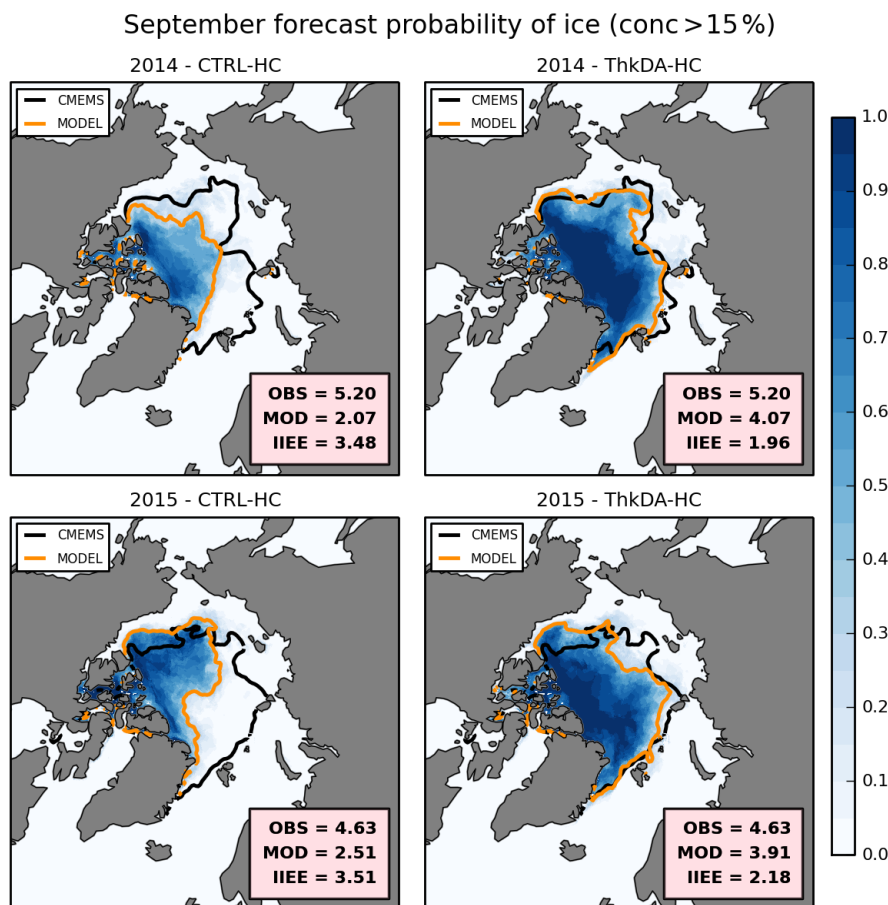 September forecast probability of ice (conc > 15 %)
2014 - CTRL-HC
CMEMS
MODEL
OBS = 5.20
MOD = 2.07
IIEE = 3.48
2014 - ThkDA-HC
CMEMS
MODEL
OBS = 5.20
MOD = 4.07
IIEE = 1.96
2015 - CTRL-HC
CMEMS
MODEL
OBS = 4.63
MOD = 2.51
IIEE = 3.51
2015 - ThkDA-HC
CMEMS
MODEL
OBS = 4.63
MOD = 3.91
IIEE = 2.18
1.0
0.9
0.8
0.7
0.6
0.5
0.4
0.3
0.2
0.1
0.0